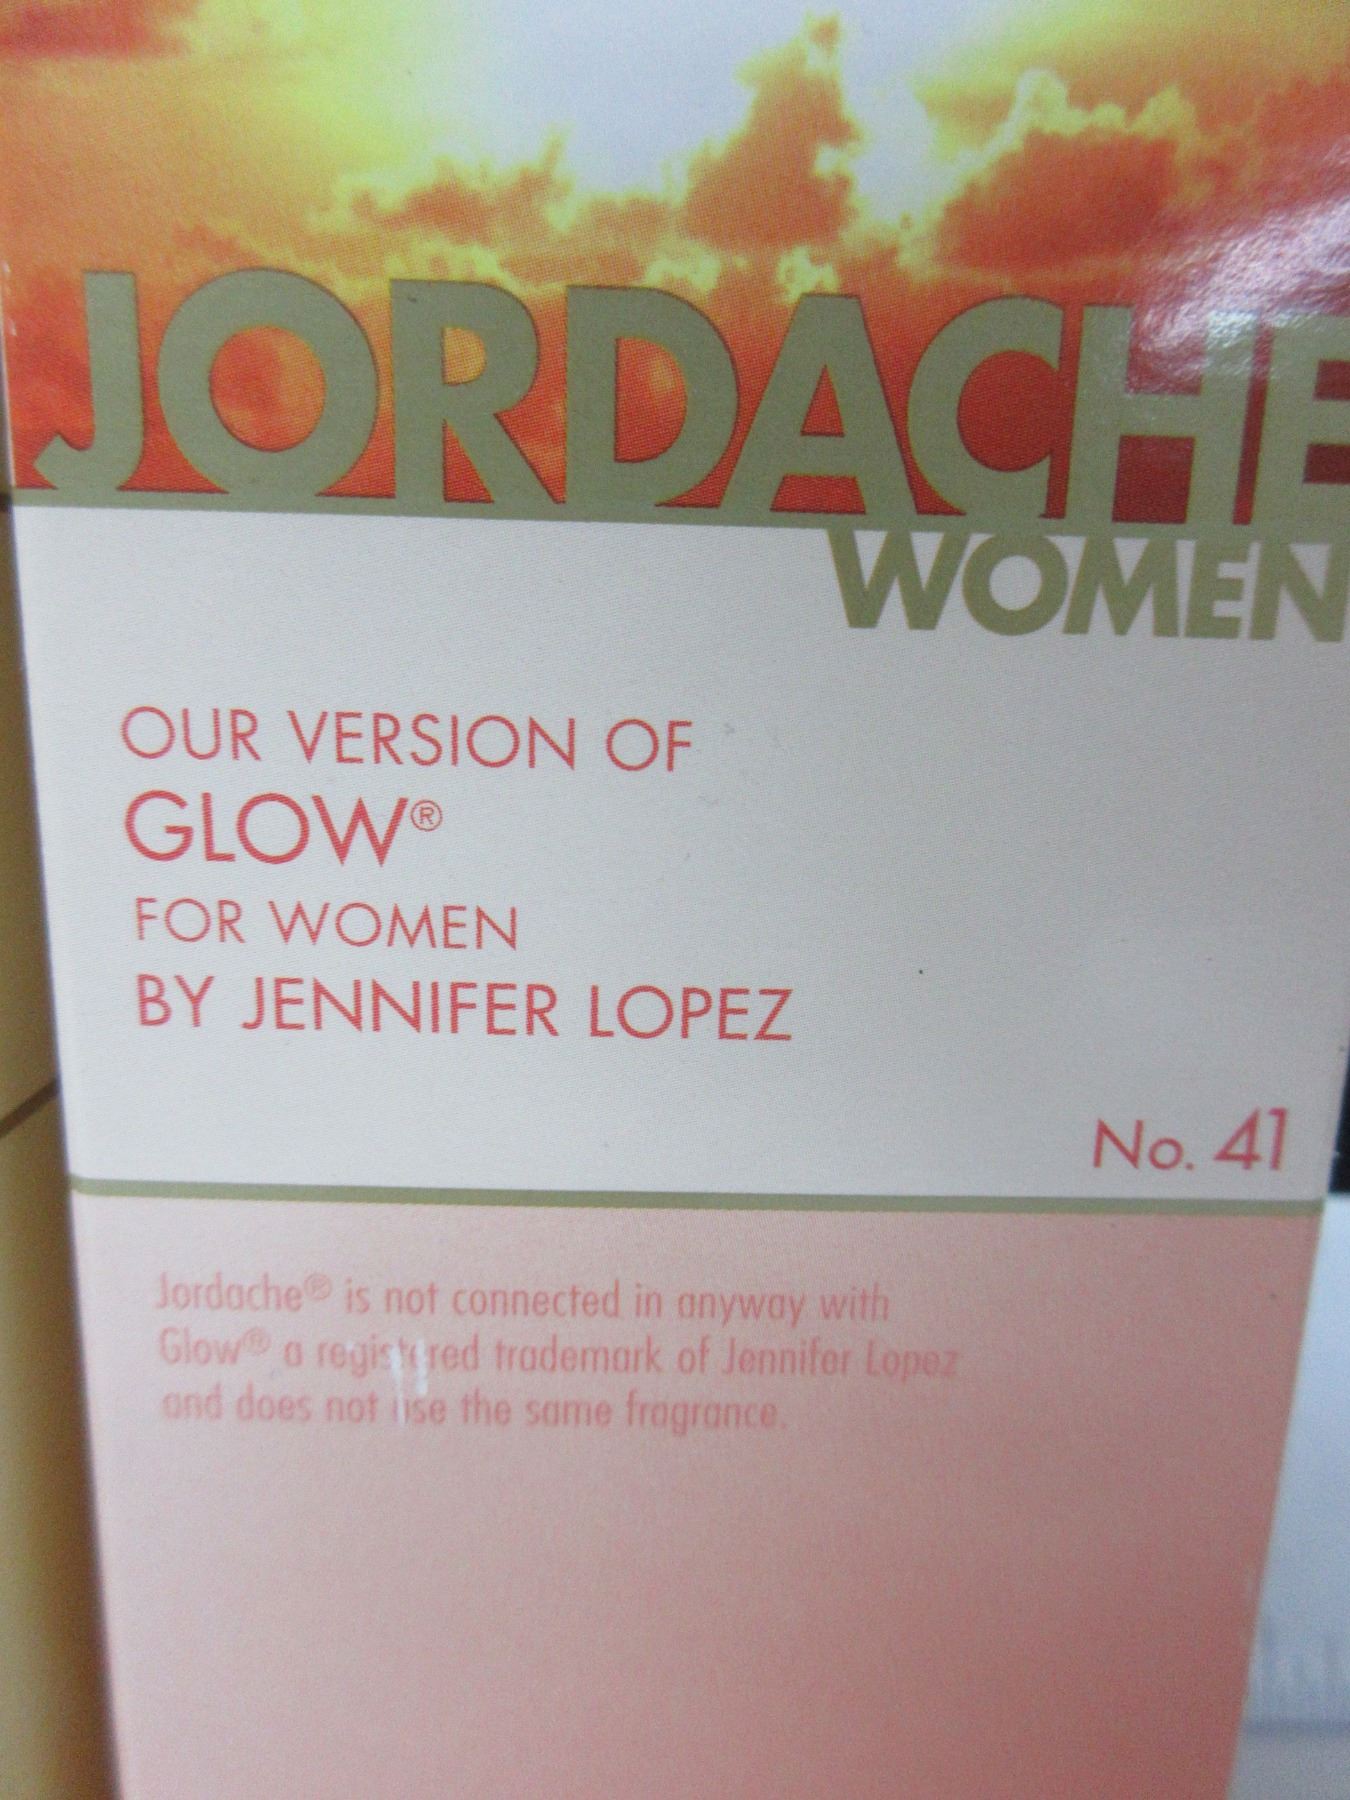 JORDACHE
WOMEN
OUR VERSION OF
GLOW®
FOR WOMEN
BY JENNIFER LOPEZ
No. 41
Jordache® is not connected in anyway with
Glow® a registered trademark of Jennifer Lopez
and does not use the same fragrance.